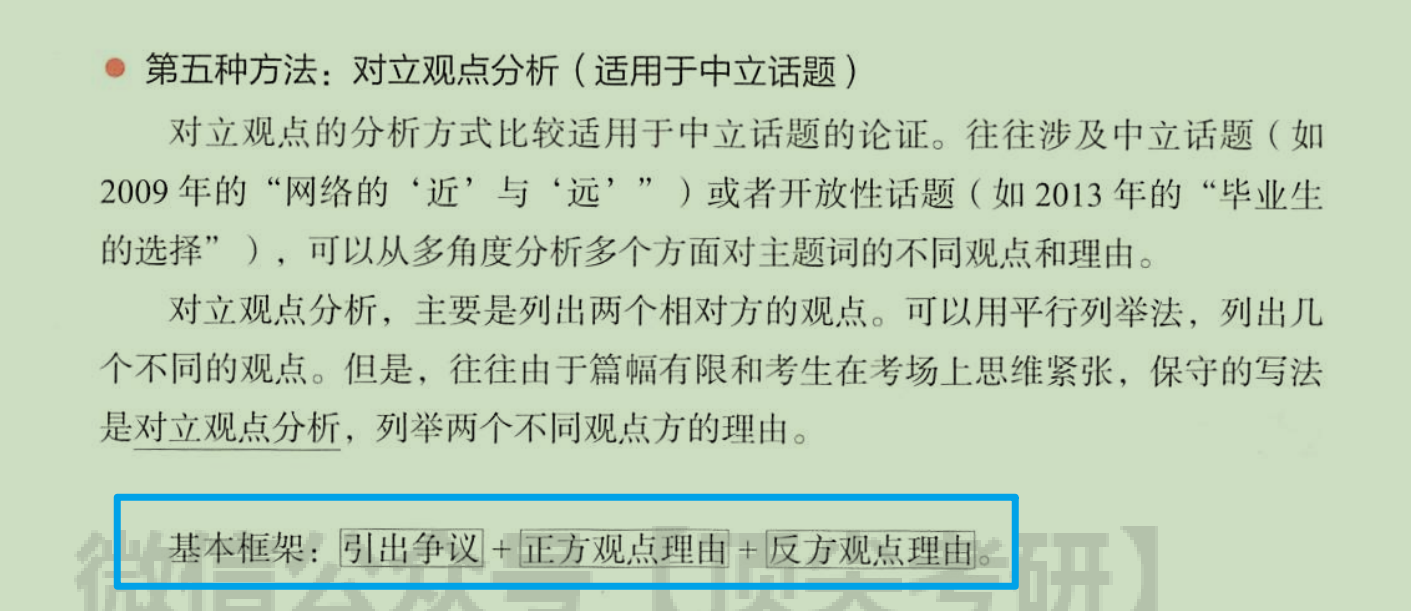 第五种方法：对立观点分析（适用于中立话题）
对立观点的分析方式比较适用于中立话题的论证。往往涉及中立话题（如
2009 年的“网络的‘近’与‘远’”）或者开放性话题（如 2013 年的“毕业生
的选择”），可以从多角度分析多个方面对主题词的不同观点和理由。
对立观点分析，主要是列出两个相对方的观点。可以用平行列举法，列出几
个不同的观点。但是，往往由于篇幅有限和考生在考场上思维紧张，保守的写法
是对立观点分析，列举两个不同观点方的理由。
基本框架：引出争议 + 正方观点理由 + 反方观点理由。